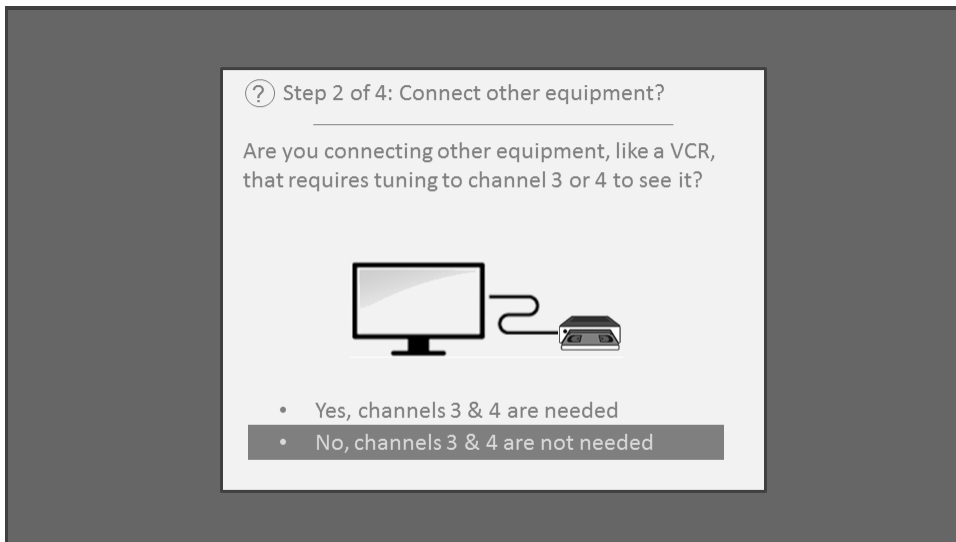 ? Step 2 of 4: Connect other equipment?
Are you connecting other equipment, like a VCR,
that requires tuning to channel 3 or 4 to see it?
• Yes, channels 3 & 4 are needed
• No, channels 3 & 4 are not needed